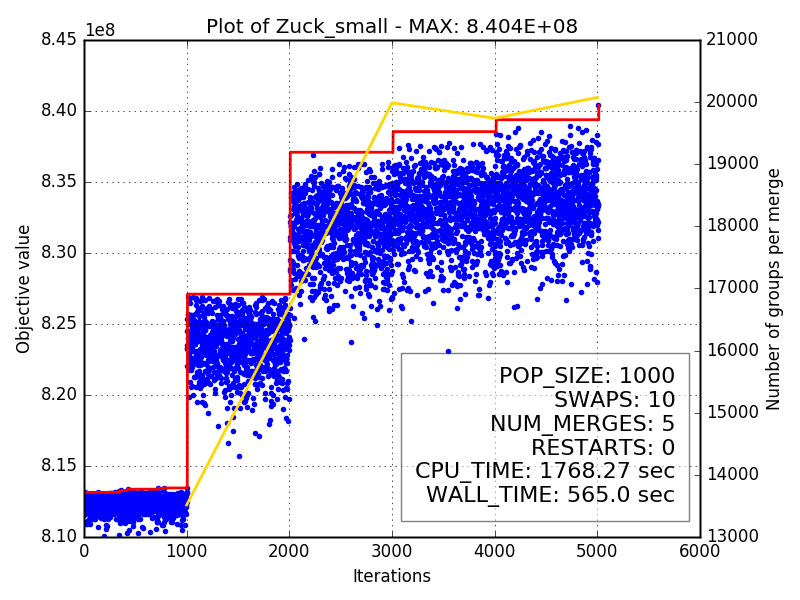 Plot of Zuck_small - MAX: 8.404E+08
1e8
8.45
8.40
8.35
8.30
8.25
8.20
8.15
8.10
Objective value
21000
20000
19000
18000
17000
16000
15000
14000
13000
Number of groups per merge
POP_SIZE: 1000
SWAPS: 10
NUM_MERGES: 5
RESTARTS: 0
CPU_TIME: 1768.27 sec
WALL_TIME: 565.0 sec
0 1000 2000 3000 4000 5000 6000
Iterations